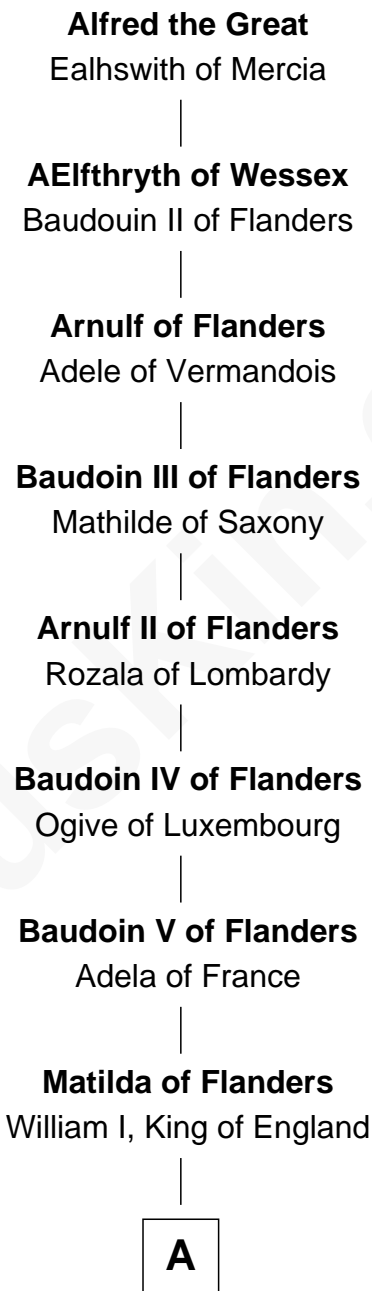 Alfred the Great
Ealhswith of Mercia
AElfthryth of Wessex
Baudouin II of Flanders
Arnulf of Flanders
Adele of Vermandois
Baudoin III of Flanders
Mathilde of Saxony
Arnulf II of Flanders
Rozala of Lombardy
Baudoin IV of Flanders
Ogive of Luxembourg
Baudoin V of Flanders
Adela of France
Matilda of Flanders
William I, King of England
A